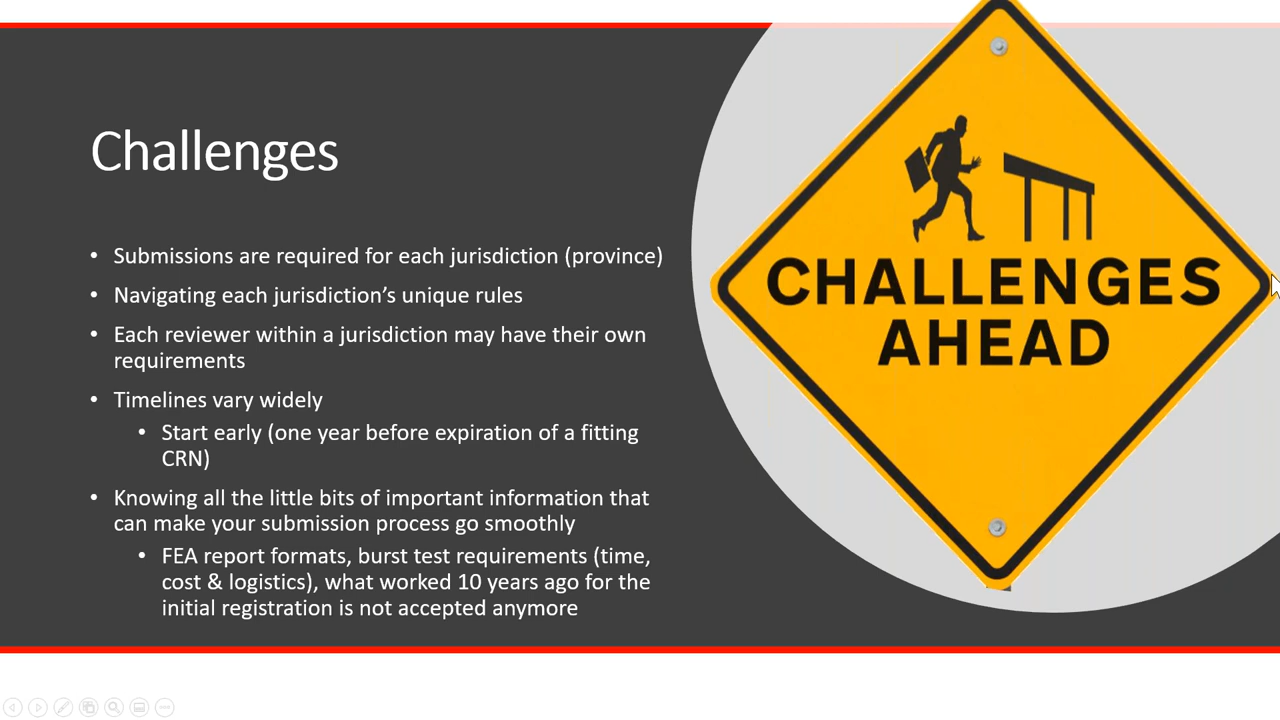 Challenges
• Submissions are required for each jurisdiction (province)
• Navigating each jurisdiction’s unique rules
• Each reviewer within a jurisdiction may have their own
requirements
• Timelines vary widely
• Start early (one year before expiration of a fitting
CRN)
• Knowing all the little bits of important information that
can make your submission process go smoothly
• FEA report formats, burst test requirements (time,
cost & logistics), what worked 10 years ago for the
initial registration is not accepted anymore
CHALLENGES
AHEAD